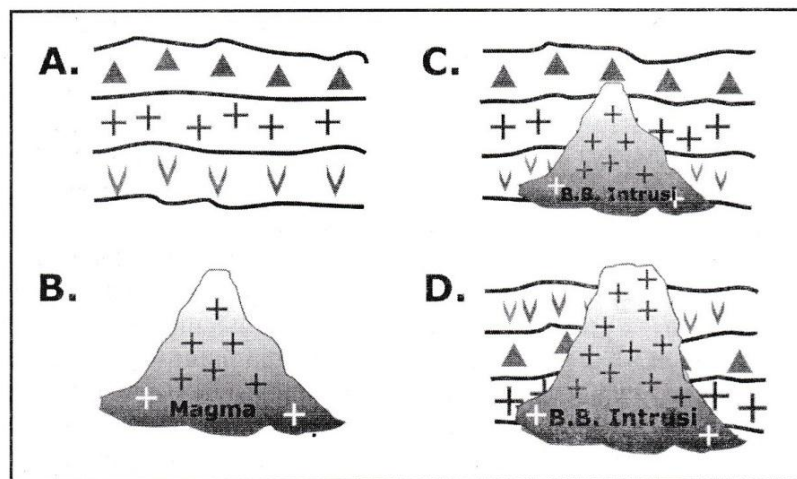 A.
C.
B.B. Intrusi
B.
Magma
D.
B.B. Intrusi